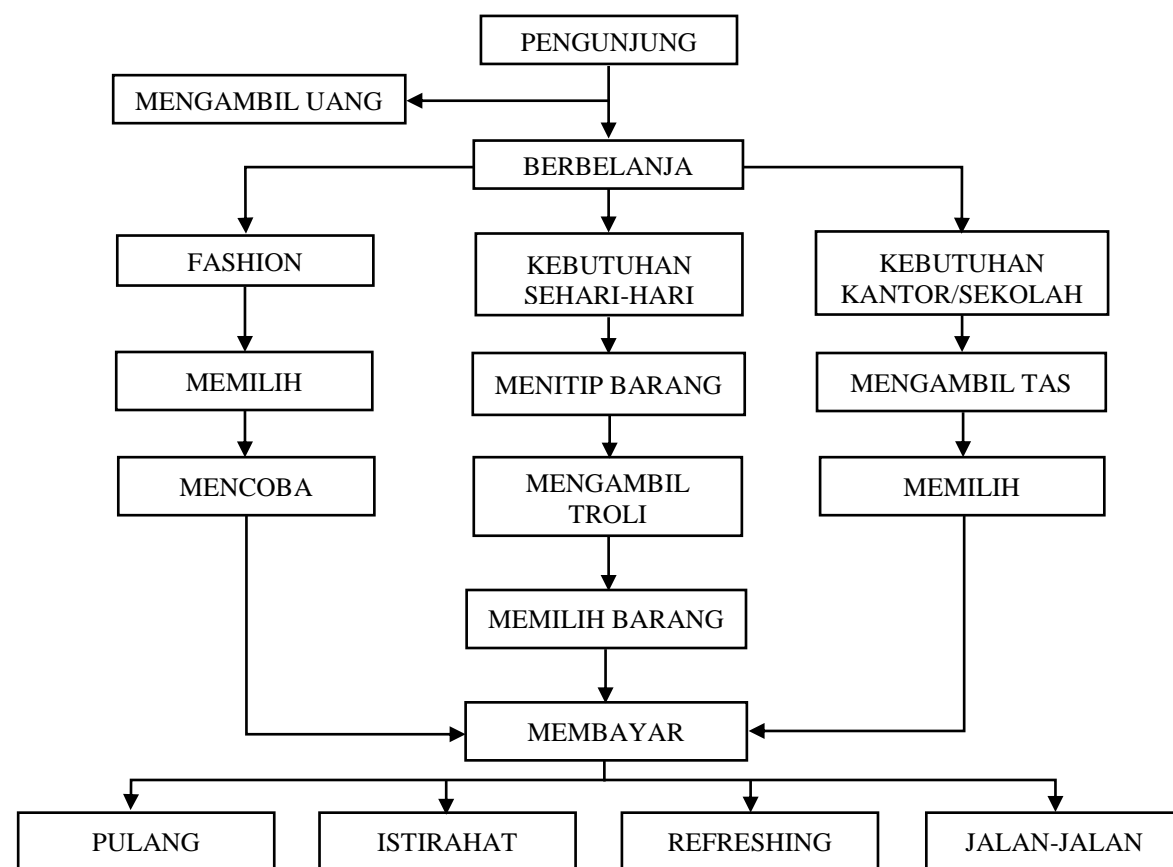 PENGUNJUNG
MENGAMBIL UANG
BERBELANJA
FASHION
KEBUTUHAN
SEHARI-HARI
KEBUTUHAN
KANTOR/SEKOLAH
MEMILIH
MENITIP BARANG
MENGAMBIL TAS
MENCOBA
MENGAMBIL
TROLI
MEMILIH
MEMILIH BARANG
MEMBAYAR
PULANG
ISTIRAHAT
REFRESHING
JALAN-JALAN